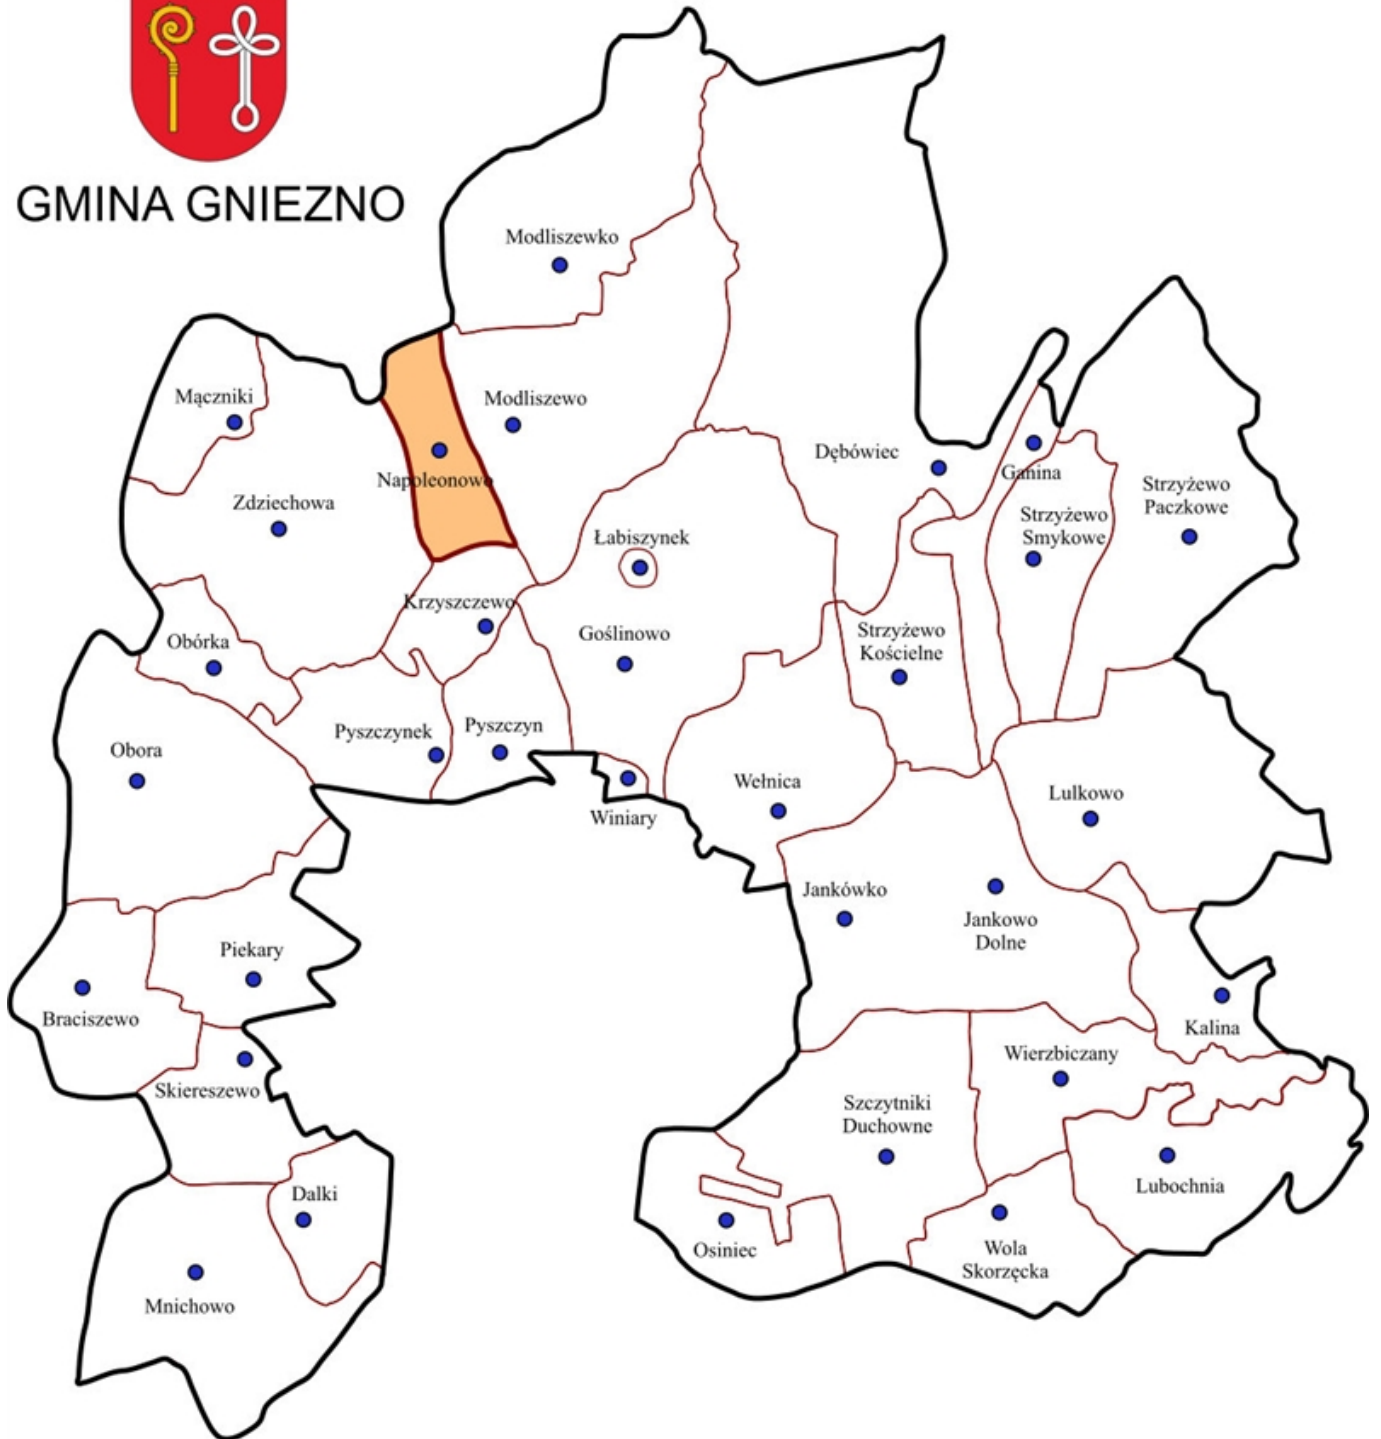 GMINA GNIEZNO
Modliszewko
Mączniki
Modliszewo
Napoleonowo
Zdziechowa
Dębówiec
Ganina
Strzyżewo
Paczkowe
Strzyżewo
Smykowe
Łabiszynek
Krzyszczewo
Goślinowo
Strzyżewo
Kościelne
Obórka
Obora
Pyszczynek
Pyszczyn
Winiary
Wełnica
Lulkowo
Jankówko
Jankowo
Dolne
Piekary
Braciszewo
Kalina
Skiereszewo
Wierzbiczany
Szczytniki
Duchowne
Dalki
Lubochnia
Osiniec
Wola
Skorzęcka
Mnichowo